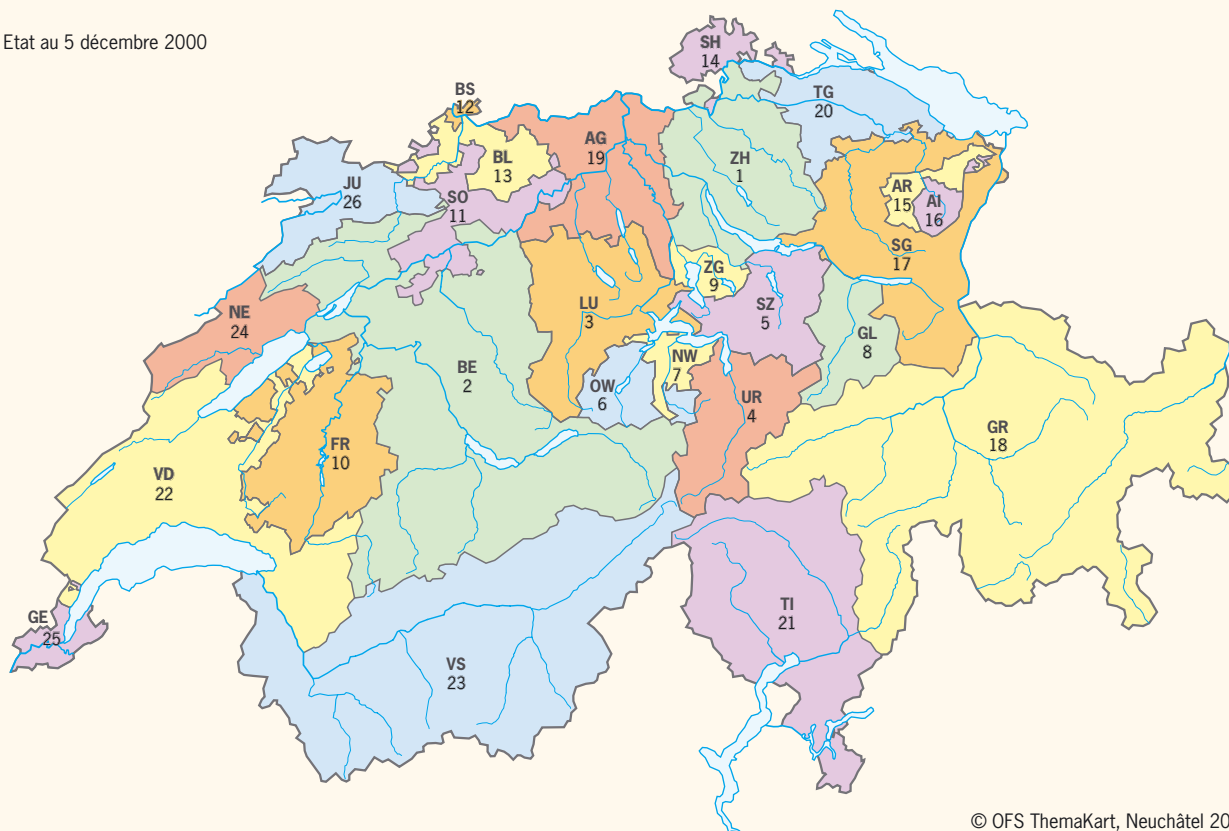 Etat au 5 décembre 2000
SH
14
BS
12
TG
20
AG
19
BL
13
ZH
1
JU
26
SO
11
AR
15
AI
16
SG
17
ZG
9
NE
24
LU
3
SZ
5
GL
8
BE
2
NW
7
OW
6
UR
4
GR
18
FR
10
VD
22
TI
21
GE
25
VS
23
© OFS ThemaKart, Neuchâtel 20